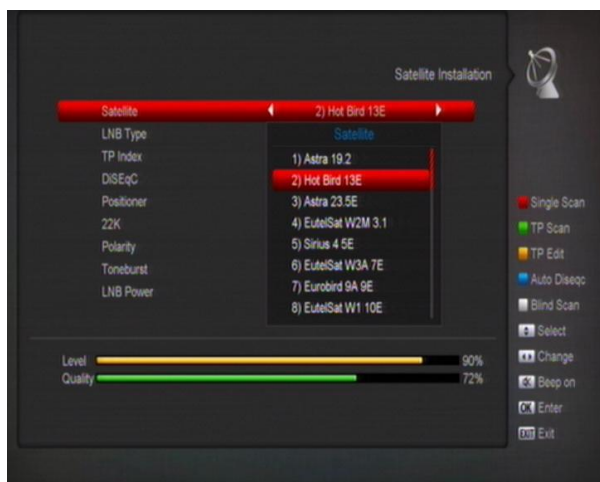 Satellite Installation
Satellite 2) Hot Bird 13E
LNB Type
TP Index
DiSEqC
Positioner
22K
Polarity
Toneburst
LNB Power
Satellite
1) Astra 19.2
2) Hot Bird 13E
3) Astra 23.5E
4) EutelSat W2M 3.1
5) Sirius 4 5E
6) EutelSat W3A 7E
7) Eurobird 9A 9E
8) EutelSat W1 10E
Single Scan
TP Scan
TP Edit
Auto Diseqc
Blind Scan
Select
Change
Beep on
OK Enter
EXIT Exit
Level 90%
Quality 72%